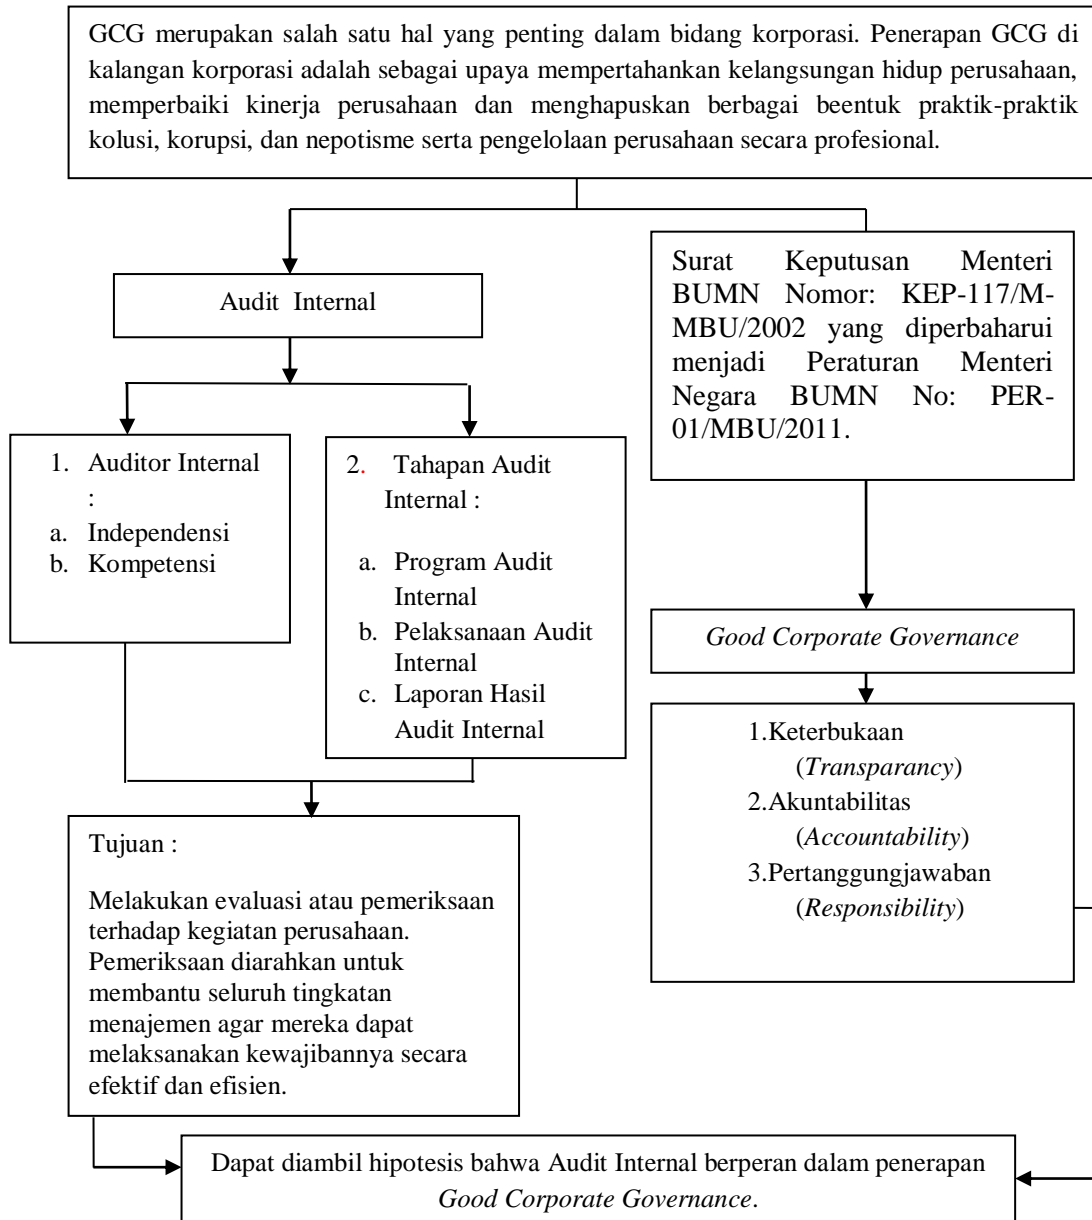 GCG merupakan salah satu hal yang penting dalam bidang korporasi. Penerapan GCG di
kalangan korporasi adalah sebagai upaya mempertahankan kelangsungan hidup perusahaan,
memperbaiki kinerja perusahaan dan menghapuskan berbagai beentuk praktik-praktik
kolusi, korupsi, dan nepotisme serta pengelolaan perusahaan secara profesional.
Audit Internal
1. Auditor Internal
:
a. Independensi
b. Kompetensi
2. Tahapan Audit
Internal :
a. Program Audit
Internal
b. Pelaksanaan Audit
Internal
c. Laporan Hasil
Audit Internal
Tujuan :
Melakukan evaluasi atau pemeriksaan
terhadap kegiatan perusahaan.
Pemeriksaan diarahkan untuk
membantu seluruh tingkatan
menajemen agar mereka dapat
melaksanakan kewajibannya secara
efektif dan efisien.
Surat Keputusan Menteri
BUMN Nomor: KEP-117/M-
MBU/2002 yang diperbaharui
menjadi Peraturan Menteri
Negara BUMN No: PER-
01/MBU/2011.
Good Corporate Governance
1.Keterbukaan
(Transparancy)
2.Akuntabilitas
(Accountability)
3.Pertanggungjawaban
(Responsibility)
Dapat diambil hipotesis bahwa Audit Internal berperan dalam penerapan
Good Corporate Governance.